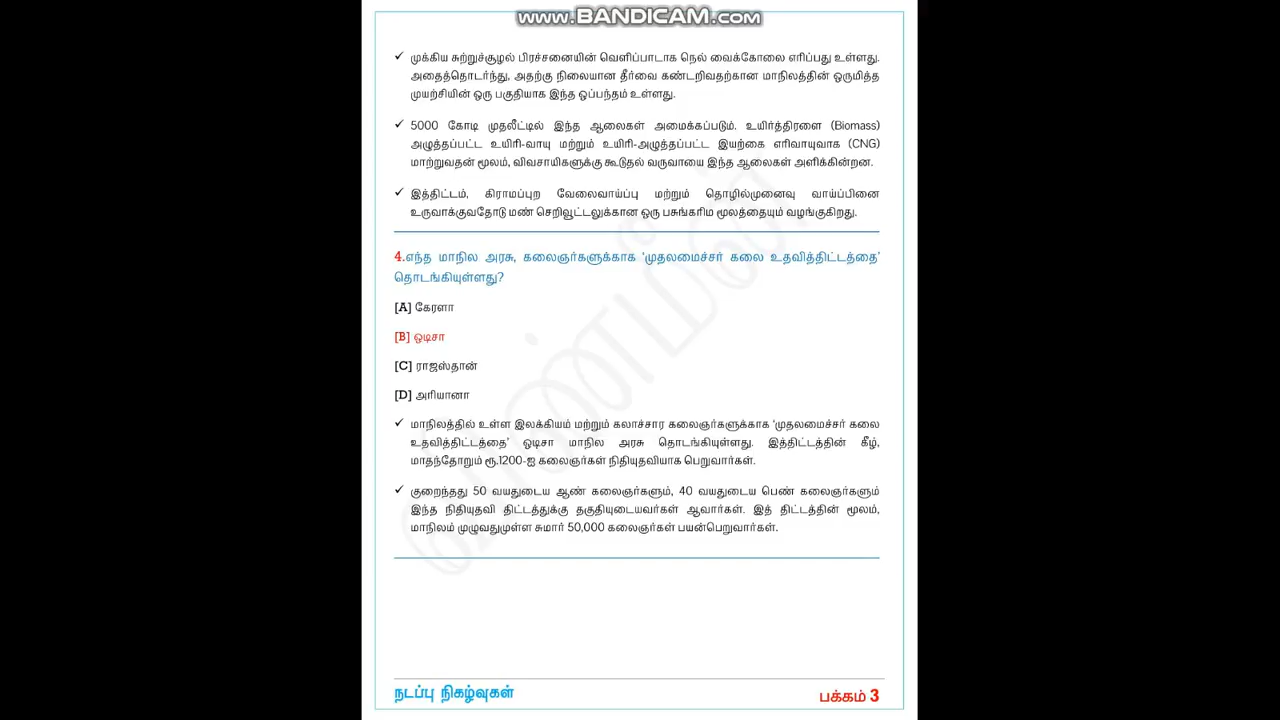 www.BANDICAM.com
✓ முக்கிய சுற்றுச்சூழல் பிரச்சனையின் வெளிப்பாடாக நெல் வைக்கோலை எரிப்பது உள்ளது.
அதைத்தொடர்ந்து, அதற்கு நிலையான தீர்வை கண்டறிவதற்கான மாநிலத்தின் ஒருமித்த
முயற்சியின் ஒரு பகுதியாக இந்த ஒப்பந்தம் உள்ளது.
✓ 5000 கோடி முதலீட்டில் இந்த ஆலைகள் அமைக்கப்படும். உயிர்த்திரளை (Biomass)
அழுத்தப்பட்ட உயிரி-வாயு மற்றும் உயிரி-அழுத்தப்பட்ட இயற்கை எரிவாயுவாக (CNG)
மாற்றுவதன் மூலம், விவசாயிகளுக்கு கூடுதல் வருவாயை இந்த ஆலைகள் அளிக்கின்றன.
✓ இத்திட்டம், கிராமப்புற வேலைவாய்ப்பு மற்றும் தொழில்முனைவு வாய்ப்பினை
உருவாக்குவதோடு மண் செறிவூட்டலுக்கான ஒரு பசுங்கரிம மூலத்தையும் வழங்குகிறது.
4.எந்த மாநில அரசு, கலைஞர்களுக்காக ‘முதலமைச்சர் கலை உதவித்திட்டத்தை’
தொடங்கியுள்ளது?
[A] கேரளா
[B] ஒடிசா
[C] ராஜஸ்தான்
[D] அரியானா
✓ மாநிலத்தில் உள்ள இலக்கியம் மற்றும் கலாச்சார கலைஞர்களுக்காக ‘முதலமைச்சர் கலை
உதவித்திட்டத்தை’ ஒடிசா மாநில அரசு தொடங்கியுள்ளது. இத்திட்டத்தின் கீழ்,
மாதந்தோறும் ரூ.1200-ஐ கலைஞர்கள் நிதியுதவியாக பெறுவார்கள்.
✓ குறைந்தது 50 வயதுடைய ஆண் கலைஞர்களும், 40 வயதுடைய பெண் கலைஞர்களும்
இந்த நிதியுதவி திட்டத்துக்கு தகுதியுடையவர்கள் ஆவார்கள். இத் திட்டத்தின் மூலம்,
மாநிலம் முழுவதுமுள்ள சுமார் 50,000 கலைஞர்கள் பயன்பெறுவார்கள்.
நடப்பு நிகழ்வுகள்
பக்கம் 3